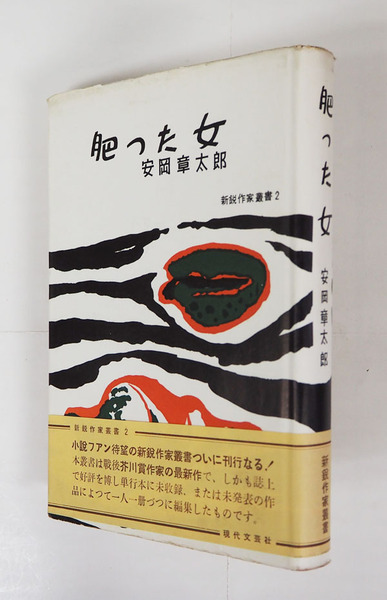 肥った女
安岡章太郎
新鋭作家叢書2
新鋭作家叢書 2
小說フアン待望の新鋭作家叢書ついに刊行なる!
本叢書は戦後芥川賞作家の最新作で、しかも誌上
で好評を博し単行本に未收録、または未発表の作
品によつて一人一册づつに編集したものです。
現代文芸社
肥った女
安岡章太郎
新鋭作家叢書